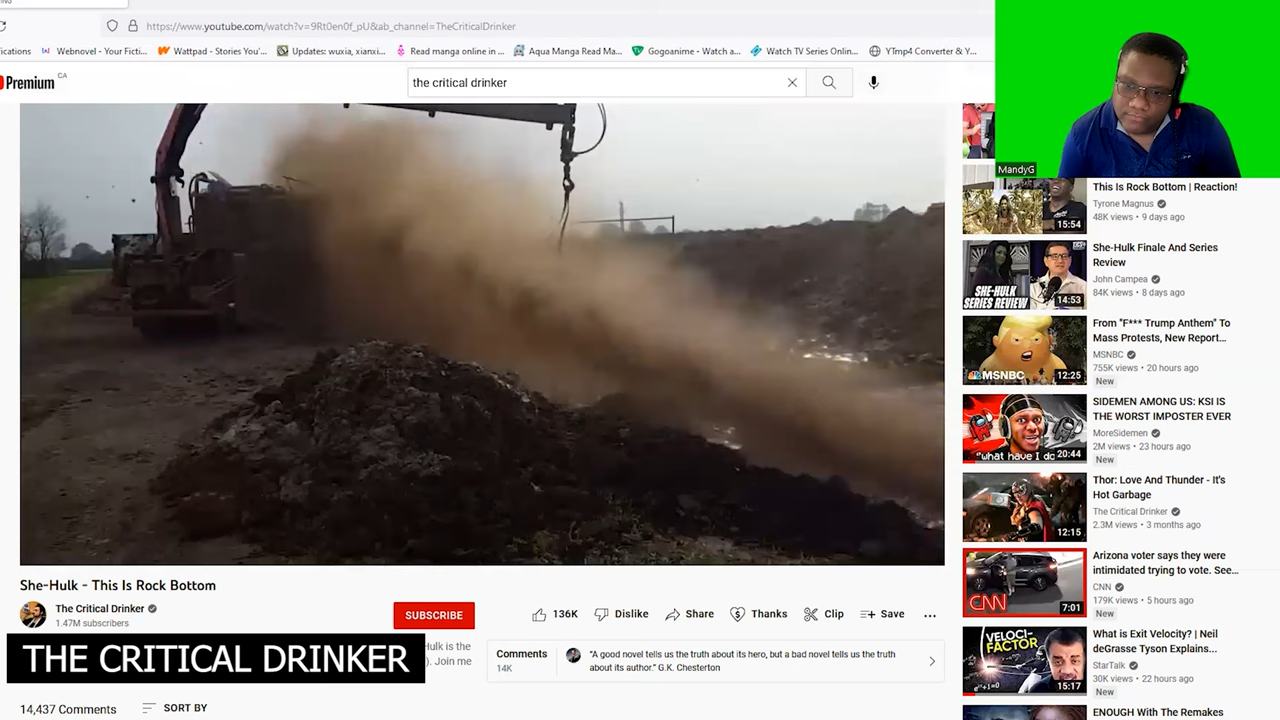 https://www.youtube.com/watch?v=9Rt0en0f_pU&ab_channel=TheCriticalDrinker
ications
Webnovel - Your Ficti...
Wattpad - Stories You'...
Updates: wuxia, xianxi...
Read manga online in ...
Aqua Manga Read Ma...
Gogoanime - Watch a...
Watch TV Series Onlin...
YTmp4 Converter & Y...
Premium
CA
the critical drinker
MandyG
This Is Rock Bottom | Reaction!
Tyrone Magnus
48K views • 9 days ago
15:54
She-Hulk Finale And Series
Review
John Campea
84K views • 8 days ago
SHE-HULK
SERIES REVIEW
14:53
From "F*** Trump Anthem" To
Mass Protests, New Report...
MSNBC
755K views • 20 hours ago
New
MSNBC
12:25
SIDEMEN AMONG US: KSI IS
THE WORST IMPOSTER EVER
MoreSidemen
2M views • 23 hours ago
New
"what have I do
20:44
Thor: Love And Thunder - It's
Hot Garbage
The Critical Drinker
2.3M views • 3 months ago
12:15
Arizona voter says they were
intimidated trying to vote. See...
CNN
179K views • 5 hours ago
New
CNN
7:01
What is Exit Velocity? | Neil
deGrasse Tyson Explains...
StarTalk
30K views • 22 hours ago
New
VELOCI-
FACTOR
15:17
ENOUGH With The Remakes
She-Hulk - This Is Rock Bottom
The Critical Drinker
1.47M subscribers
SUBSCRIBE
136K
Dislike
Share
Thanks
Clip
Save
Hulk is the
). Join me
THE CRITICAL DRINKER
Comments
14K
"A good novel tells us the truth about its hero, but a bad novel tells us the truth
about its author." G.K. Chesterton
14,437 Comments
SORT BY